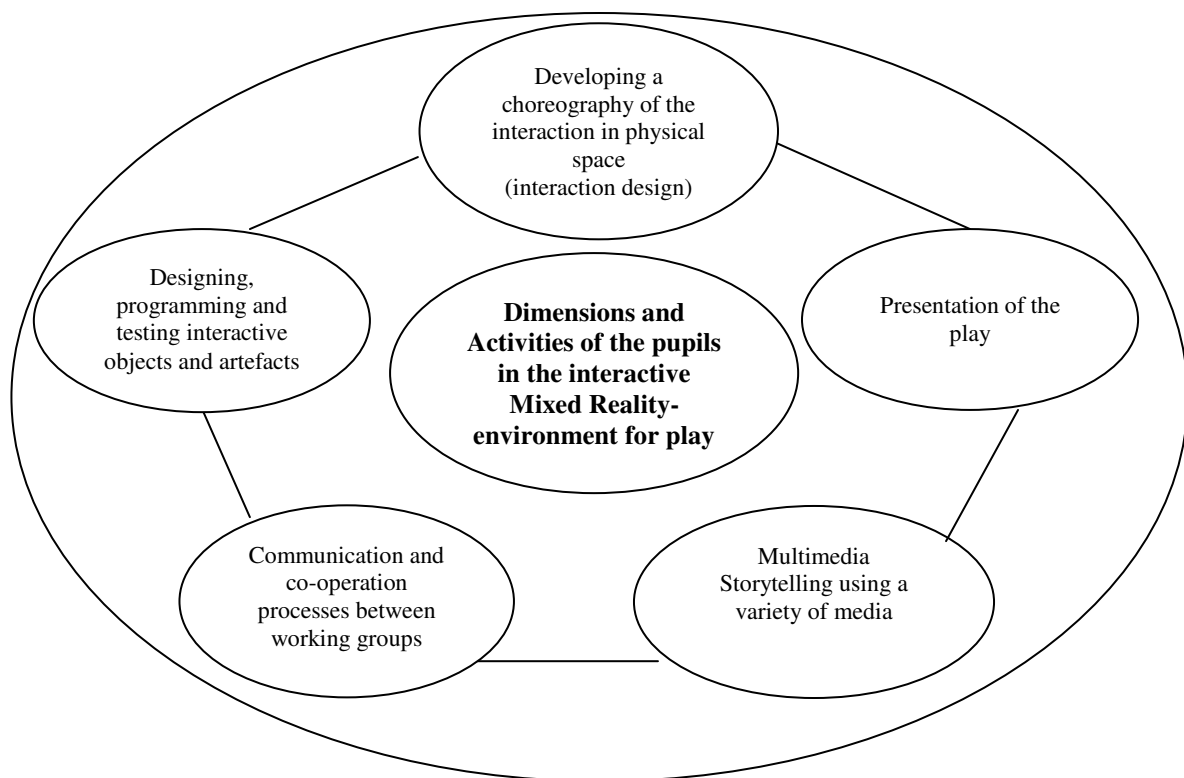 Developing a
choreography of the
interaction in physical
space
(interaction design)
Designing,
programming and
testing interactive
objects and artefacts
Presentation of the
play
Dimensions and
Activities of the pupils
in the interactive
Mixed Reality-
environment for play
Communication and
co-operation
processes between
working groups
Multimedia
Storytelling using a
variety of media